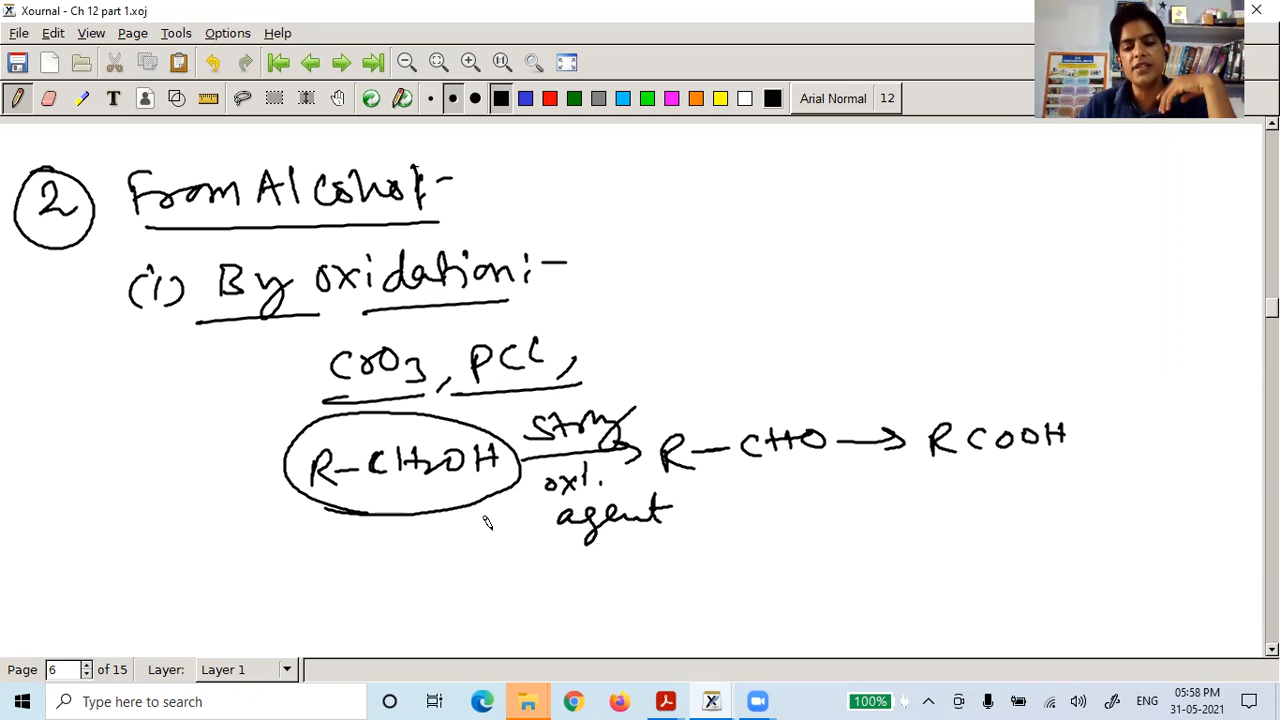 Xournal - Ch 12 part 1.xoj
File Edit View Page Tools Options Help
Arial Normal 12
2 From Alcohol-
(i) By oxidation:-
CrO3, PCC,
R-CH2OH Strong oxi. agent R-CHO → RCOOH
Page 6 of 15 Layer: Layer 1
Type here to search
100% ENG 05:58 PM
31-05-2021